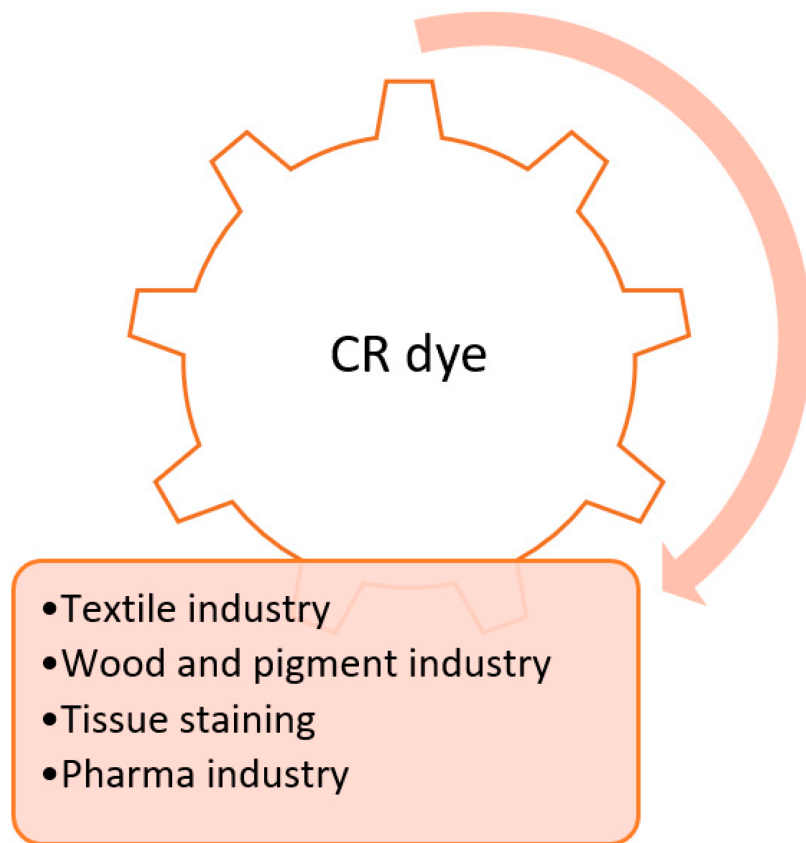 CR dye
•Textile industry
•Wood and pigment industry
•Tissue staining
•Pharma industry